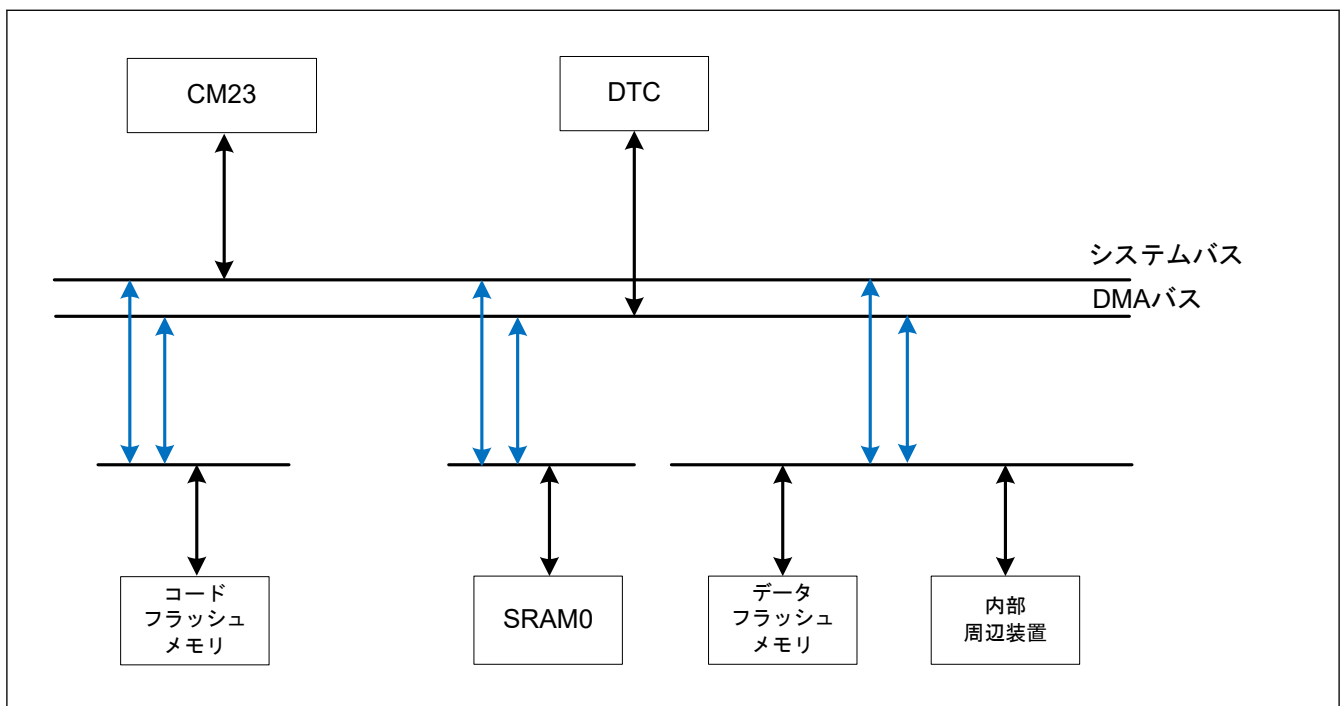 CM23
DTC
システムバス
DMAバス
コード
フラッシュ
メモリ
SRAM0
データ
フラッシュ
メモリ
内部
周辺装置